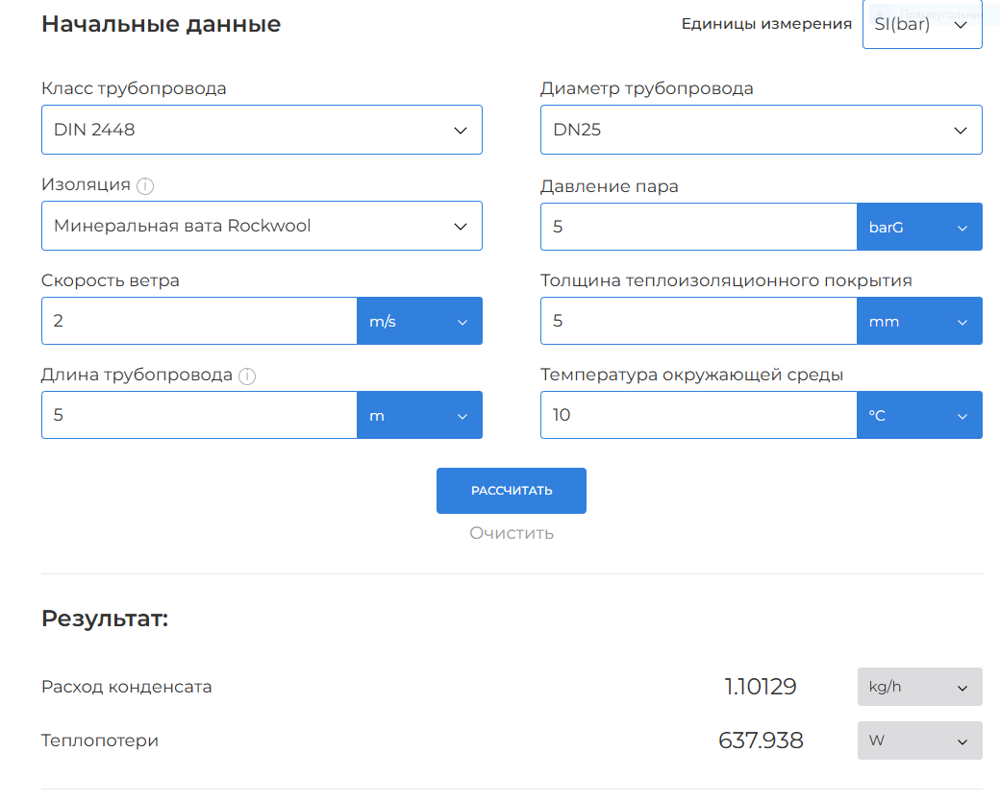 Начальные данные
Единицы измерения
SI(bar)
Класс трубопровода
Диаметр трубопровода
DIN 2448
DN25
Изоляция
Давление пара
Минеральная вата Rockwool
5
barG
Скорость ветра
Толщина теплоизоляционного покрытия
2
m/s
5
mm
Длина трубопровода
Температура окружающей среды
5
m
10
°C
РАССЧИТАТЬ
Очистить
Результат:
Расход конденсата
1.10129
kg/h
Теплопотери
637.938
W